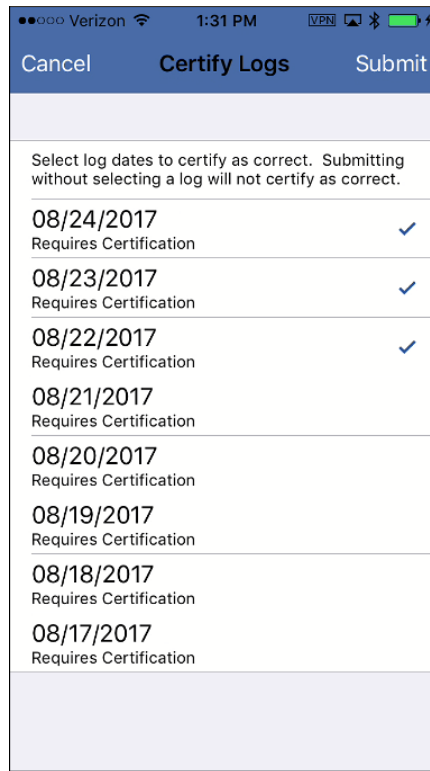 Verizon 1:31 PM VPN
Cancel Certify Logs Submit
Select log dates to certify as correct.  Submitting
without selecting a log will not certify as correct.
08/24/2017
Requires Certification
08/23/2017
Requires Certification
08/22/2017
Requires Certification
08/21/2017
Requires Certification
08/20/2017
Requires Certification
08/19/2017
Requires Certification
08/18/2017
Requires Certification
08/17/2017
Requires Certification